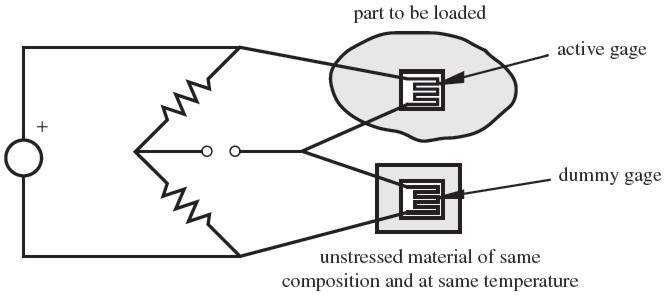 part to be loaded
active gage
+
dummy gage
unstressed material of same
composition and at same temperature